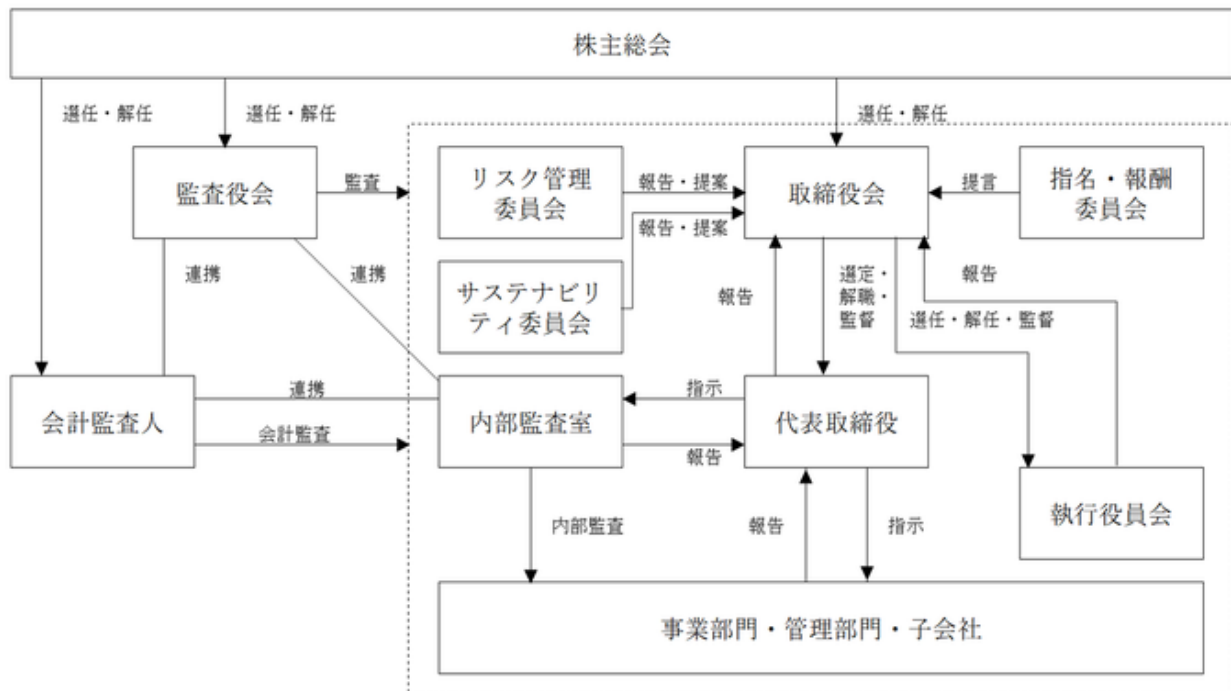 株主総会
選任・解任
選任・解任
選任・解任
監査役会
監査
リスク管理
委員会
報告・提案
取締役会
提言
指名・報酬
委員会
報告・提案
連携
連携
サステナビリ
ティ委員会
報告
選定・
解職・
監督
選任・解任・監督
報告
会計監査人
連携
会計監査
内部監査室
指示
報告
代表取締役
執行役員会
内部監査
報告
指示
事業部門・管理部門・子会社